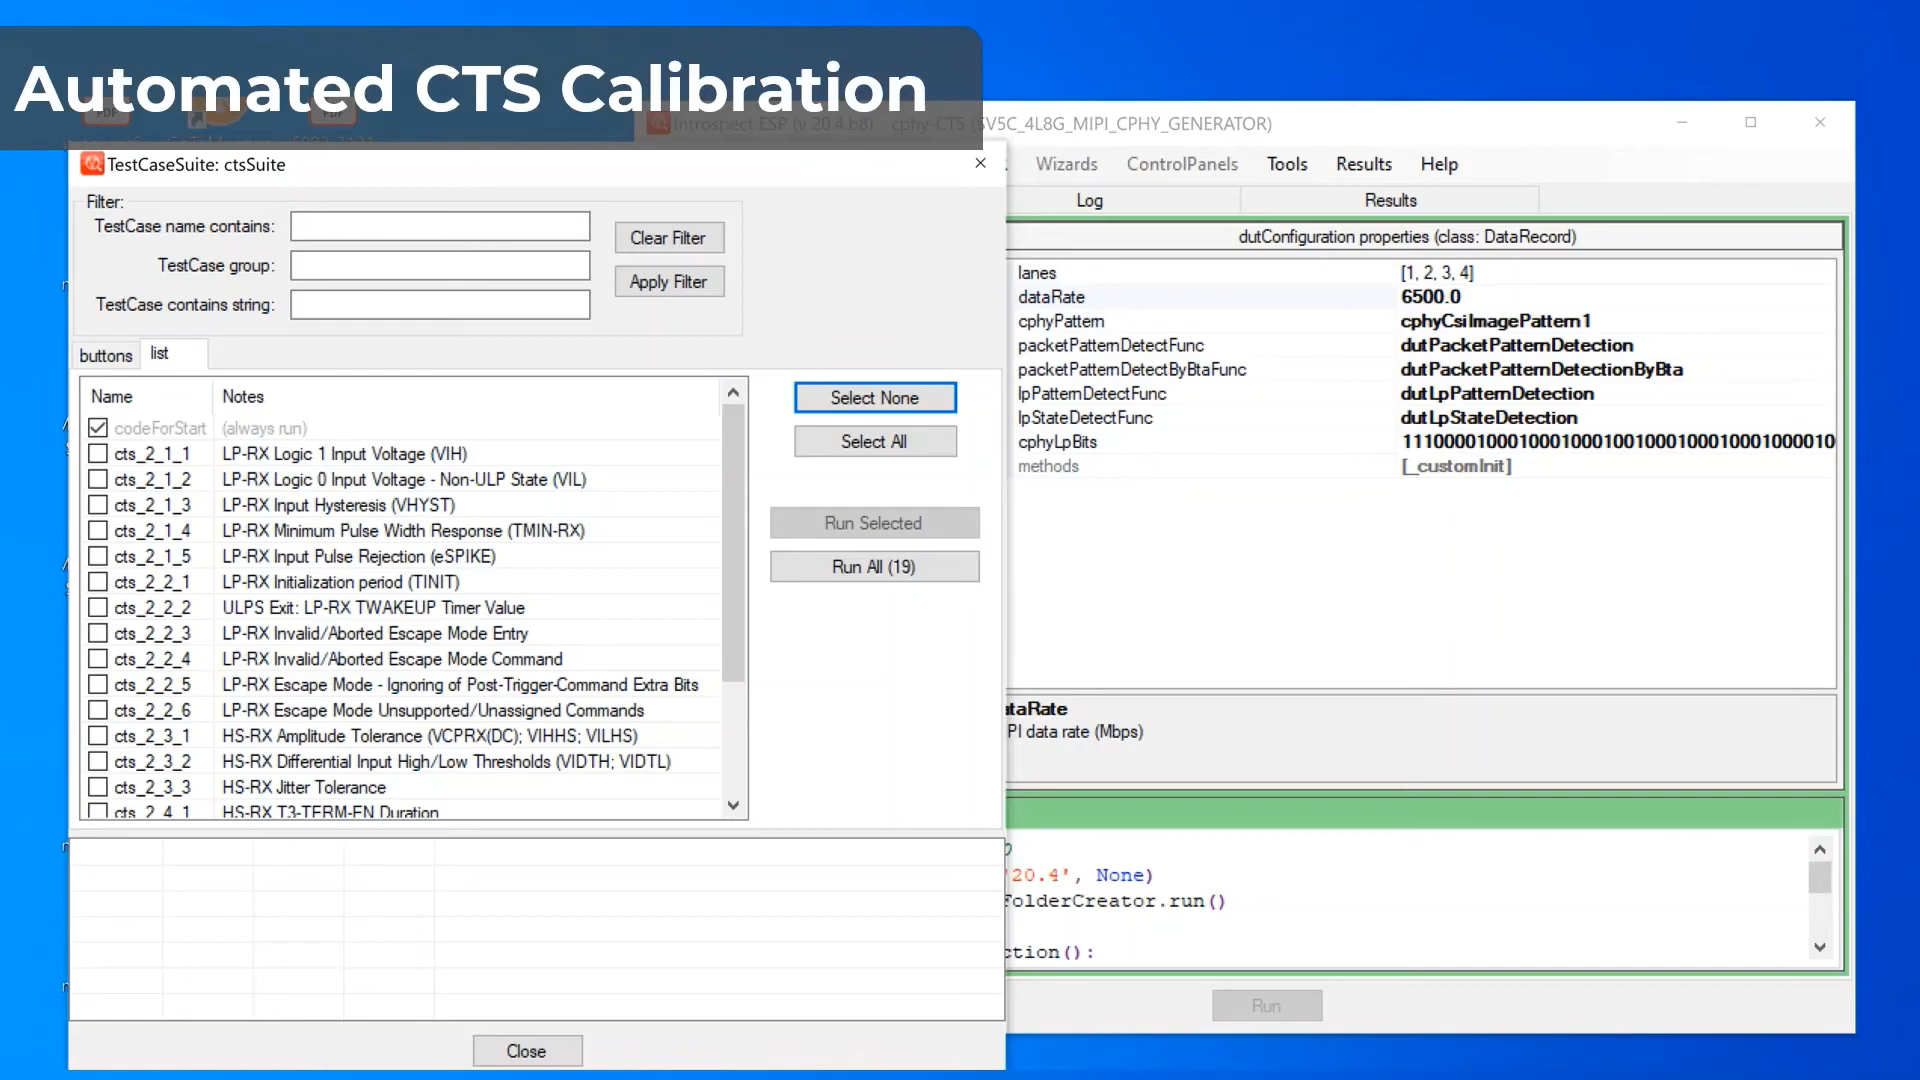 Automated CTS Calibration
Introspect ESP (v 20.4 b8) - cphy-CTS (SV5C_4L8G_MIPI_CPHY_GENERATOR)
TestCaseSuite: ctsSuite
Wizards ControlPanels Tools Results Help
Log Results
Filter:
TestCase name contains:
Clear Filter
TestCase group:
Apply Filter
TestCase contains string:
buttons list
Name Notes
codeForStart (always run)
cts_2_1_1 LP-RX Logic 1 Input Voltage (VIH)
cts_2_1_2 LP-RX Logic 0 Input Voltage - Non-ULP State (VIL)
cts_2_1_3 LP-RX Input Hysteresis (VHYST)
cts_2_1_4 LP-RX Minimum Pulse Width Response (TMIN-RX)
cts_2_1_5 LP-RX Input Pulse Rejection (eSPIKE)
cts_2_2_1 LP-RX Initialization period (TINIT)
cts_2_2_2 ULPS Exit: LP-RX TWAKEUP Timer Value
cts_2_2_3 LP-RX Invalid/Aborted Escape Mode Entry
cts_2_2_4 LP-RX Invalid/Aborted Escape Mode Command
cts_2_2_5 LP-RX Escape Mode - Ignoring of Post-Trigger-Command Extra Bits
cts_2_2_6 LP-RX Escape Mode Unsupported/Unassigned Commands
cts_2_3_1 HS-RX Amplitude Tolerance (VCPRX(DC); VIHHS; VILHS)
cts_2_3_2 HS-RX Differential Input High/Low Thresholds (VIDTH; VIDTL)
cts_2_3_3 HS-RX Jitter Tolerance
cts_2_4_1 HS-RX T3-TERM-EN Duration
Select None
Select All
Run Selected
Run All (19)
Close
dutConfiguration properties (class: DataRecord)
lanes [1, 2, 3, 4]
dataRate 6500.0
cphyPattern cphyCsiImagePattern1
packetPatternDetectFunc dutPacketPatternDetection
packetPatternDetectByBtaFunc dutPacketPatternDetectionByBta
lpPatternDetectFunc dutLpPatternDetection
lpStateDetectFunc dutLpStateDetection
cphyLpBits 11100001000100010001001000100010001000010
methods [_customInit]
taRate
PI data rate (Mbps)
'20.4', None)
FolderCreator.run()
ction():
Run